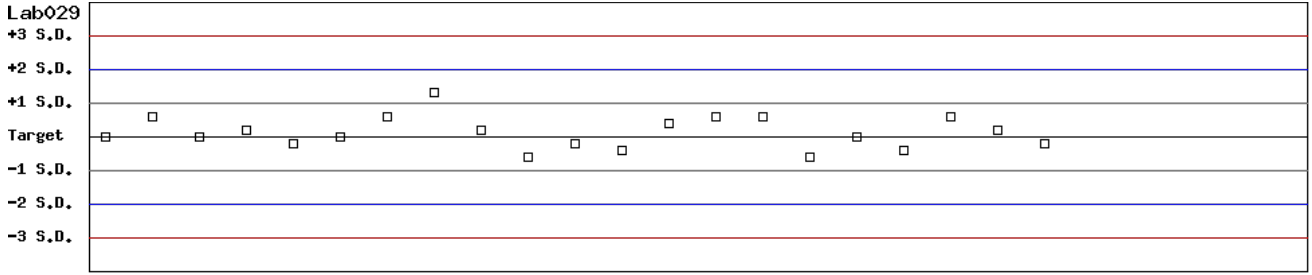 Lab029
+3 S.D.
+2 S.D.
+1 S.D.
Target
-1 S.D.
-2 S.D.
-3 S.D.